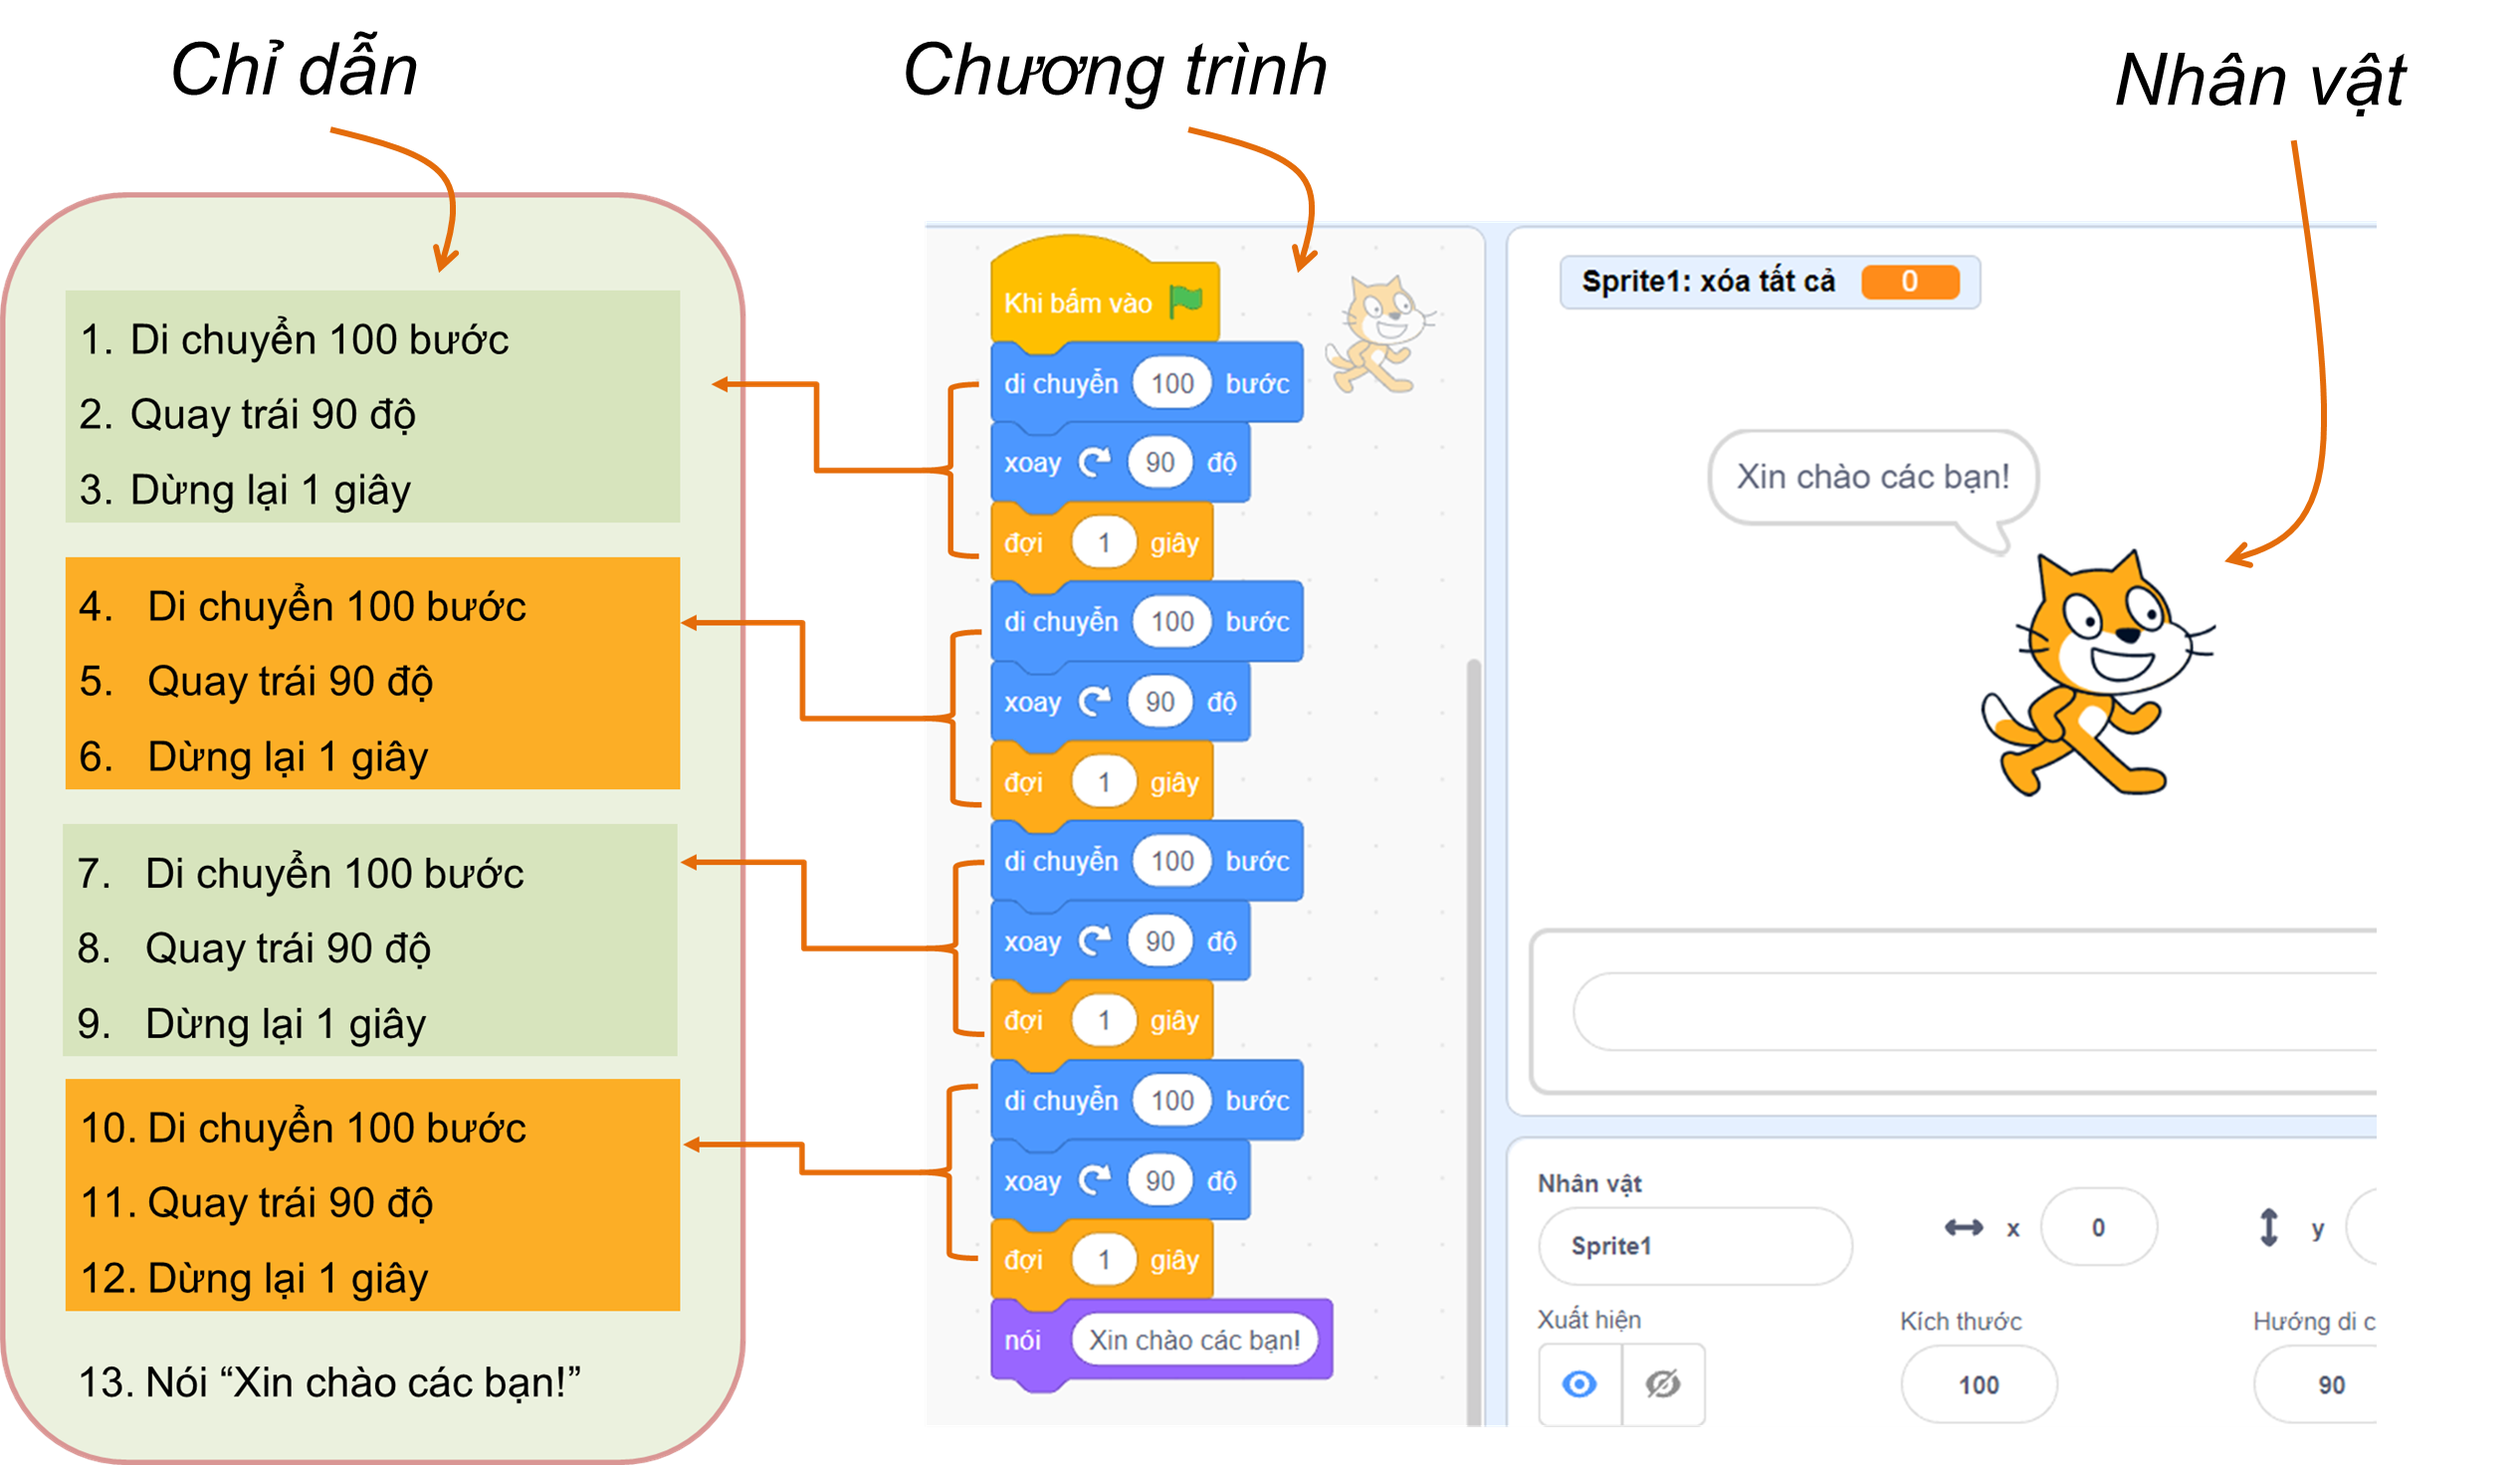 Chỉ dẫn
Chương trình
Nhân vật
1. Di chuyển 100 bước
2. Quay trái 90 độ
3. Dừng lại 1 giây
4. Di chuyển 100 bước
5. Quay trái 90 độ
6. Dừng lại 1 giây
7. Di chuyển 100 bước
8. Quay trái 90 độ
9. Dừng lại 1 giây
10. Di chuyển 100 bước
11. Quay trái 90 độ
12. Dừng lại 1 giây
13. Nói “Xin chào các bạn!”
Khi bấm vào
di chuyển 100 bước
xoay 90 độ
đợi 1 giây
di chuyển 100 bước
xoay 90 độ
đợi 1 giây
di chuyển 100 bước
xoay 90 độ
đợi 1 giây
di chuyển 100 bước
xoay 90 độ
đợi 1 giây
nói Xin chào các bạn!
Sprite1: xóa tất cả 0
Xin chào các bạn!
Nhân vật
Sprite1 x 0 y
Xuất hiện Kích thước Hướng di c
100 90